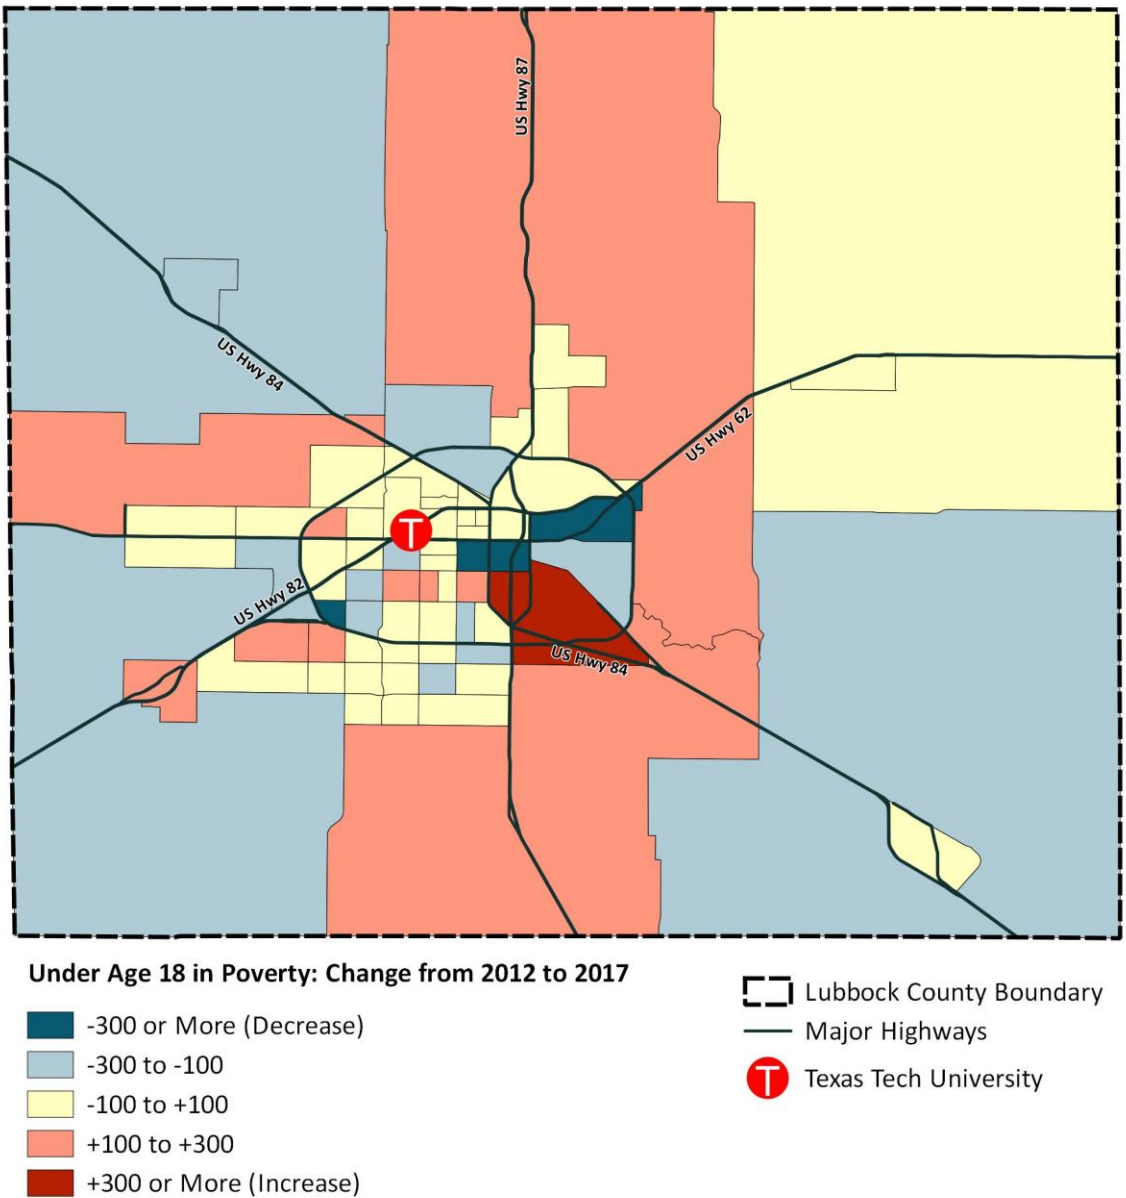 US Hwy 87
US Hwy 84
US Hwy 62
T
US Hwy 82
US Hwy 84
Under Age 18 in Poverty: Change from 2012 to 2017
-300 or More (Decrease)
-300 to -100
-100 to +100
+100 to +300
+300 or More (Increase)
Lubbock County Boundary
Major Highways
T Texas Tech University